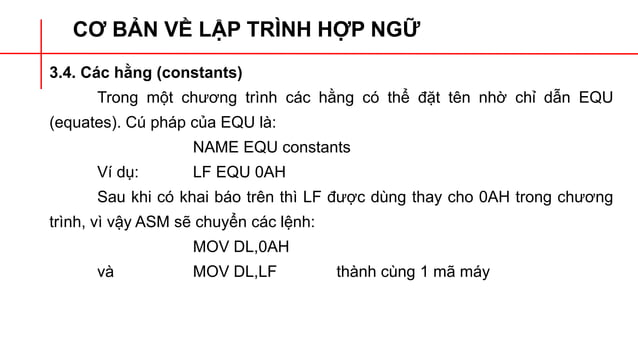 CƠ BẢN VỀ LẬP TRÌNH HỢP NGỮ
3.4. Các hằng (constants)
Trong một chương trình các hằng có thể đặt tên nhờ chỉ dẫn EQU
(equates). Cú pháp của EQU là:
NAME EQU constants
Ví dụ: LF EQU 0AH
Sau khi có khai báo trên thì LF được dùng thay cho 0AH trong chương
trình, vì vậy ASM sẽ chuyển các lệnh:
MOV DL,0AH
và MOV DL,LF thành cùng 1 mã máy